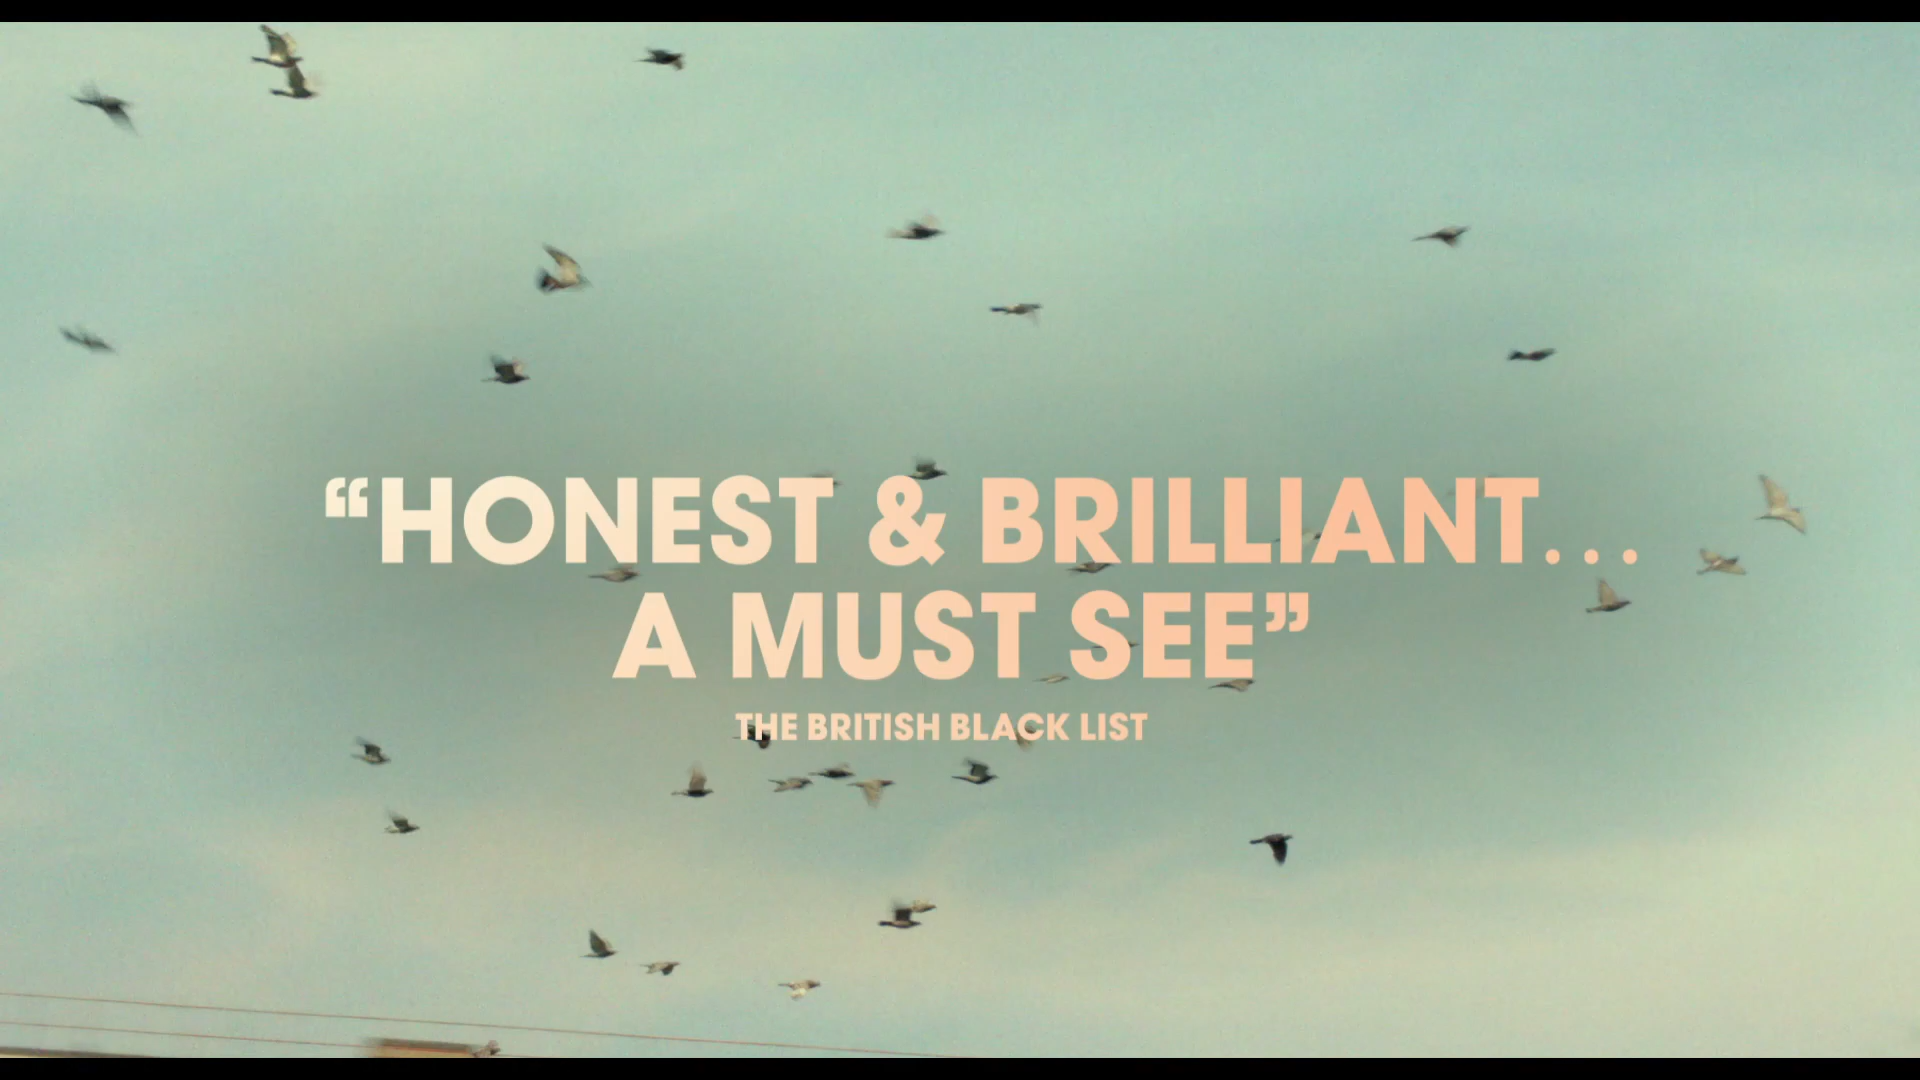 “HONEST & BRILLIANT...
A MUST SEE”
THE BRITISH BLACK LIST